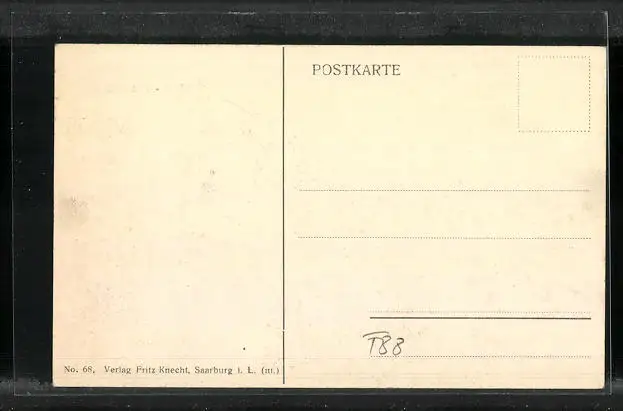 POSTKARTE
T88
No. 68. Verlag Fritz Knecht, Saarburg i. L. (m.)